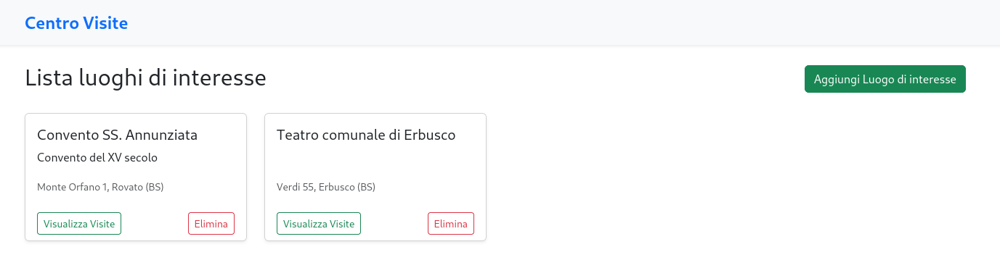 Centro Visite
Lista luoghi di interesse
Aggiungi Luogo di interesse
Convento SS. Annunziata
Convento del XV secolo
Monte Orfano 1, Rovato (BS)
Visualizza Visite
Elimina
Teatro comunale di Erbusco
Verdi 55, Erbusco (BS)
Visualizza Visite
Elimina